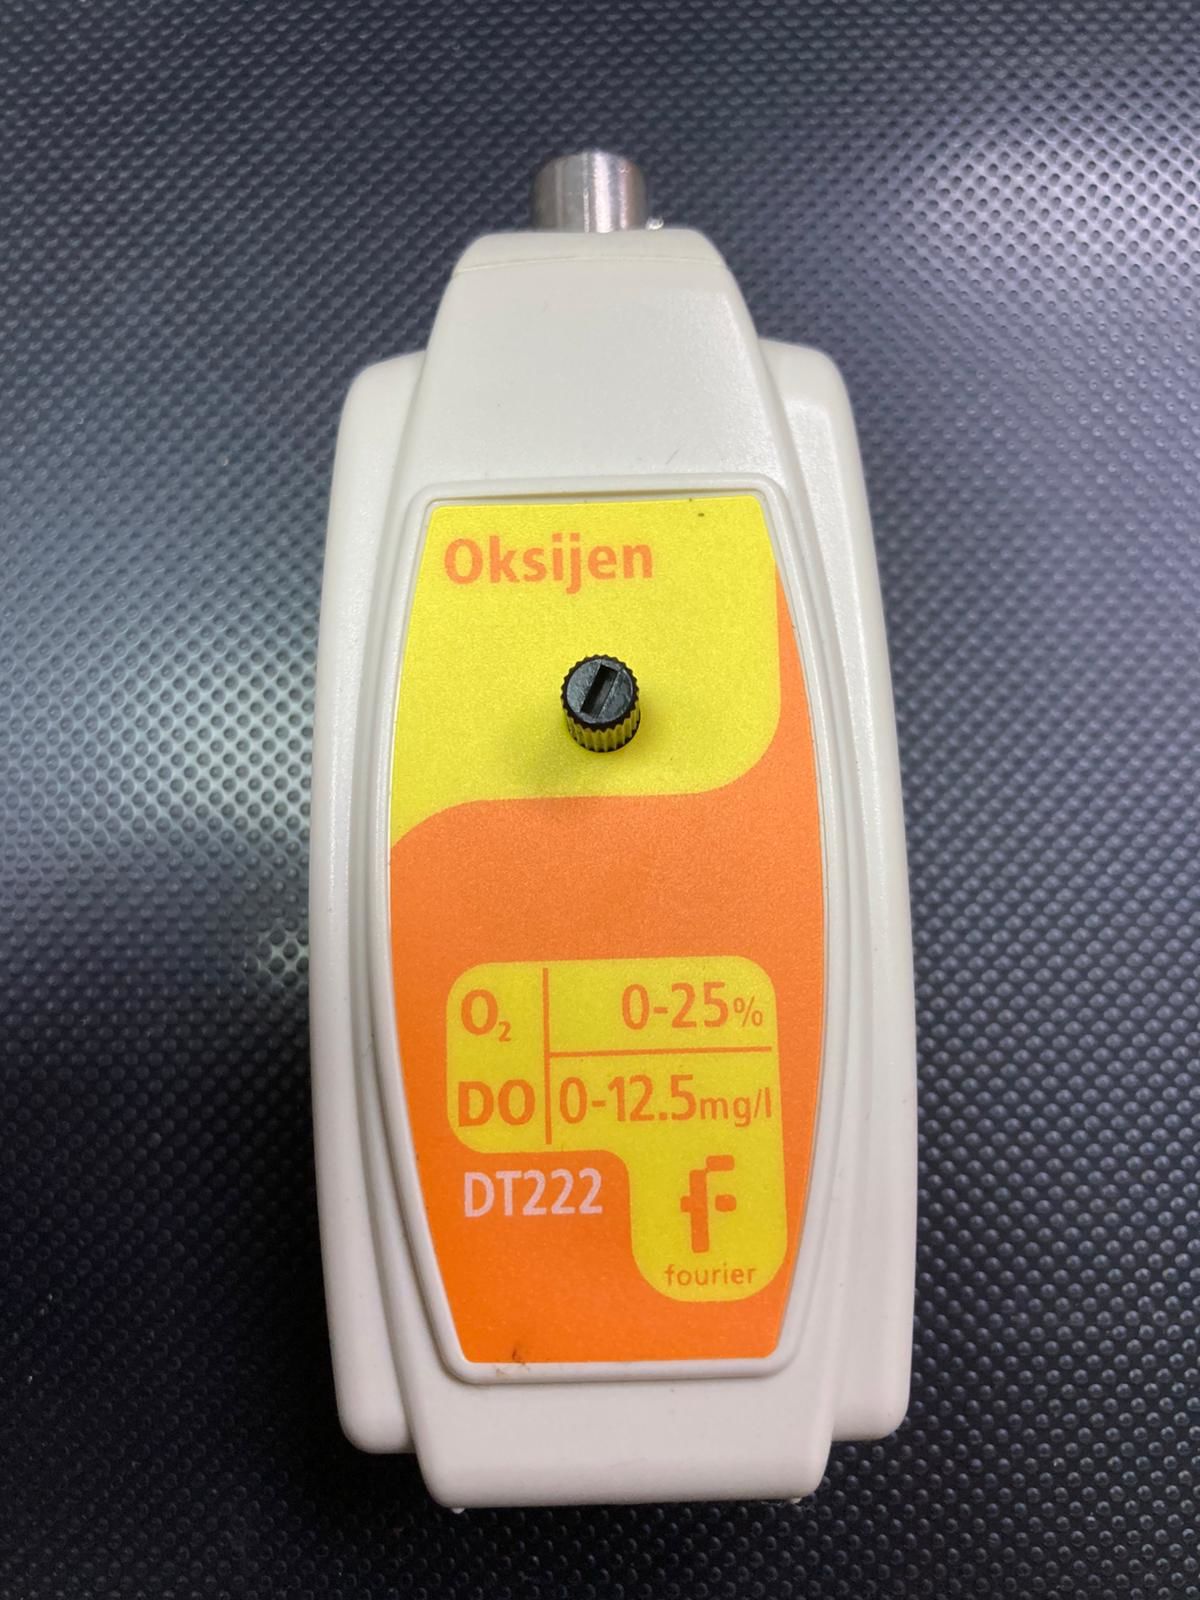 Oksijen
O₂ 0-25%
DO 0-12.5mg/l
DT222
fourier